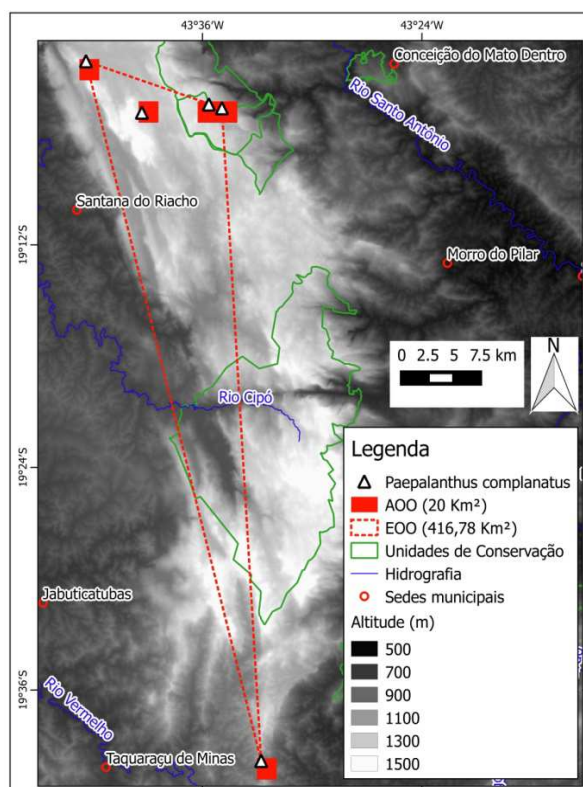 43°36'W
43°24'W
Conceição do Mato Dentro
Rio Santo Antônio
Santana do Riacho
19°12'S
Morro do Pilar
0 2.5 5 7.5 km
N
Rio Cipó
19°24'S
Legenda
Paepalanthus complanatus
AOO (20 Km²)
EOO (416,78 Km²)
Unidades de Conservação
Hidrografia
Sedes municipais
Altitude (m)
500
700
900
1100
1300
1500
Jaboticatubas
19°36'S
Rio Vermelho
Taquaraçu de Minas